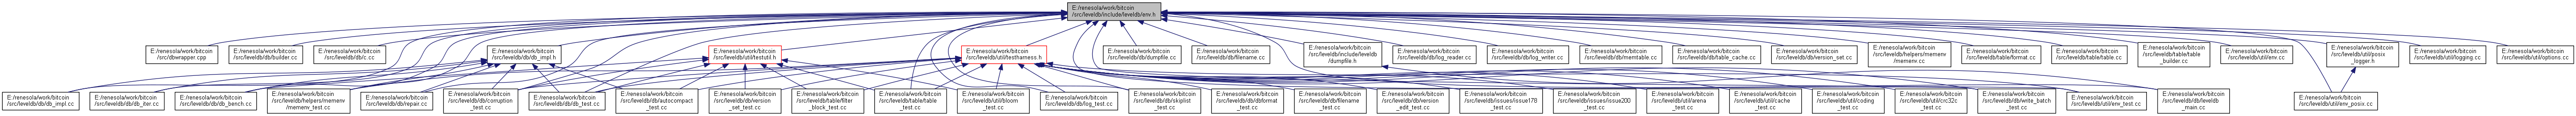 E:/renesola/work/bitcoin
/src/leveldb/include/leveldb/env.h
E:/renesola/work/bitcoin
/src/dbwrapper.cpp
E:/renesola/work/bitcoin
/src/leveldb/db/builder.cc
E:/renesola/work/bitcoin
/src/leveldb/db/c.cc
E:/renesola/work/bitcoin
/src/leveldb/db/db_impl.h
E:/renesola/work/bitcoin
/src/leveldb/util/testutil.h
E:/renesola/work/bitcoin
/src/leveldb/util/testharness.h
E:/renesola/work/bitcoin
/src/leveldb/db/dumpfile.cc
E:/renesola/work/bitcoin
/src/leveldb/db/filename.cc
E:/renesola/work/bitcoin
/src/leveldb/include/leveldb
/dumpfile.h
E:/renesola/work/bitcoin
/src/leveldb/db/log_reader.cc
E:/renesola/work/bitcoin
/src/leveldb/db/log_writer.cc
E:/renesola/work/bitcoin
/src/leveldb/db/memtable.cc
E:/renesola/work/bitcoin
/src/leveldb/db/table_cache.cc
E:/renesola/work/bitcoin
/src/leveldb/db/version_set.cc
E:/renesola/work/bitcoin
/src/leveldb/helpers/memenv
/memenv.cc
E:/renesola/work/bitcoin
/src/leveldb/table/format.cc
E:/renesola/work/bitcoin
/src/leveldb/table/table.cc
E:/renesola/work/bitcoin
/src/leveldb/table/table
_builder.cc
E:/renesola/work/bitcoin
/src/leveldb/util/env.cc
E:/renesola/work/bitcoin
/src/leveldb/util/posix
_logger.h
E:/renesola/work/bitcoin
/src/leveldb/util/logging.cc
E:/renesola/work/bitcoin
/src/leveldb/util/options.cc
E:/renesola/work/bitcoin
/src/leveldb/db/db_impl.cc
E:/renesola/work/bitcoin
/src/leveldb/db/db_iter.cc
E:/renesola/work/bitcoin
/src/leveldb/db/db_bench.cc
E:/renesola/work/bitcoin
/src/leveldb/helpers/memenv
/memenv_test.cc
E:/renesola/work/bitcoin
/src/leveldb/db/repair.cc
E:/renesola/work/bitcoin
/src/leveldb/db/corruption
_test.cc
E:/renesola/work/bitcoin
/src/leveldb/db/db_test.cc
E:/renesola/work/bitcoin
/src/leveldb/db/autocompact
_test.cc
E:/renesola/work/bitcoin
/src/leveldb/db/version
_set_test.cc
E:/renesola/work/bitcoin
/src/leveldb/table/filter
_block_test.cc
E:/renesola/work/bitcoin
/src/leveldb/table/table
_test.cc
E:/renesola/work/bitcoin
/src/leveldb/util/bloom
_test.cc
E:/renesola/work/bitcoin
/src/leveldb/db/log_test.cc
E:/renesola/work/bitcoin
/src/leveldb/db/skiplist
_test.cc
E:/renesola/work/bitcoin
/src/leveldb/db/dbformat
_test.cc
E:/renesola/work/bitcoin
/src/leveldb/db/filename
_test.cc
E:/renesola/work/bitcoin
/src/leveldb/db/version
_edit_test.cc
E:/renesola/work/bitcoin
/src/leveldb/issues/issue178
_test.cc
E:/renesola/work/bitcoin
/src/leveldb/issues/issue200
_test.cc
E:/renesola/work/bitcoin
/src/leveldb/util/arena
_test.cc
E:/renesola/work/bitcoin
/src/leveldb/util/cache
_test.cc
E:/renesola/work/bitcoin
/src/leveldb/util/coding
_test.cc
E:/renesola/work/bitcoin
/src/leveldb/util/crc32c
_test.cc
E:/renesola/work/bitcoin
/src/leveldb/db/write_batch
_test.cc
E:/renesola/work/bitcoin
/src/leveldb/util/env_test.cc
E:/renesola/work/bitcoin
/src/leveldb/db/leveldb
_main.cc
E:/renesola/work/bitcoin
/src/leveldb/util/env_posix.cc